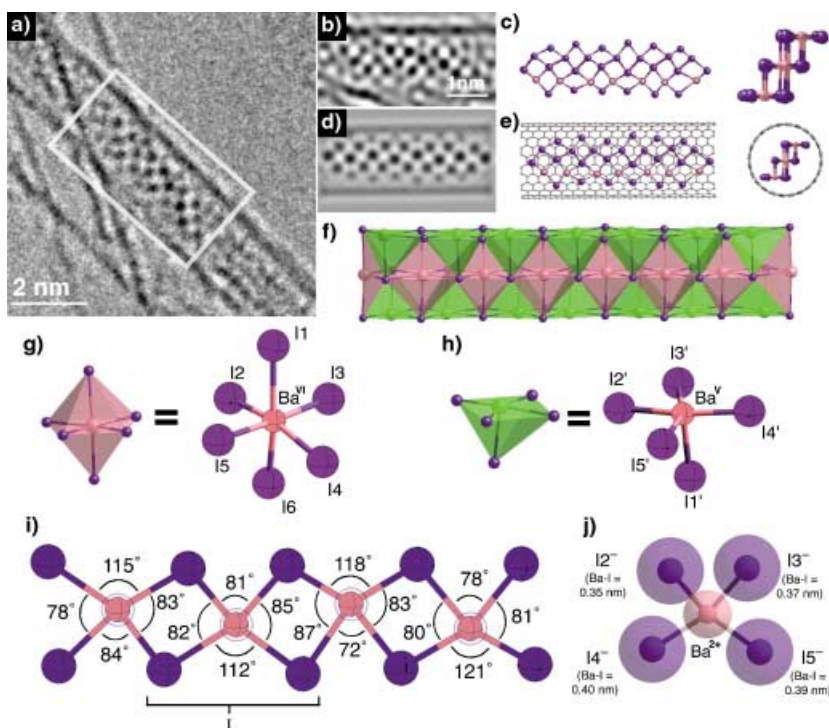 a)
2 nm
b)
1nm
c)
d)
e)
f)
g)
I1
I2
I3
Ba^VI
I5
I4
I6
=
h)
I3'
I2'
Ba^V
I4'
I5'
I1'
=
i)
115°
118°
81°
78°
78°
83°
85°
83°
81°
82°
87°
80°
84°
112°
72°
121°
j)
I2⁻
(Ba-I =
0.35 nm)
I3⁻
(Ba-I =
0.37 nm)
I4⁻
(Ba-I =
0.40 nm)
Ba²⁺
I5⁻
(Ba-I =
0.39 nm)